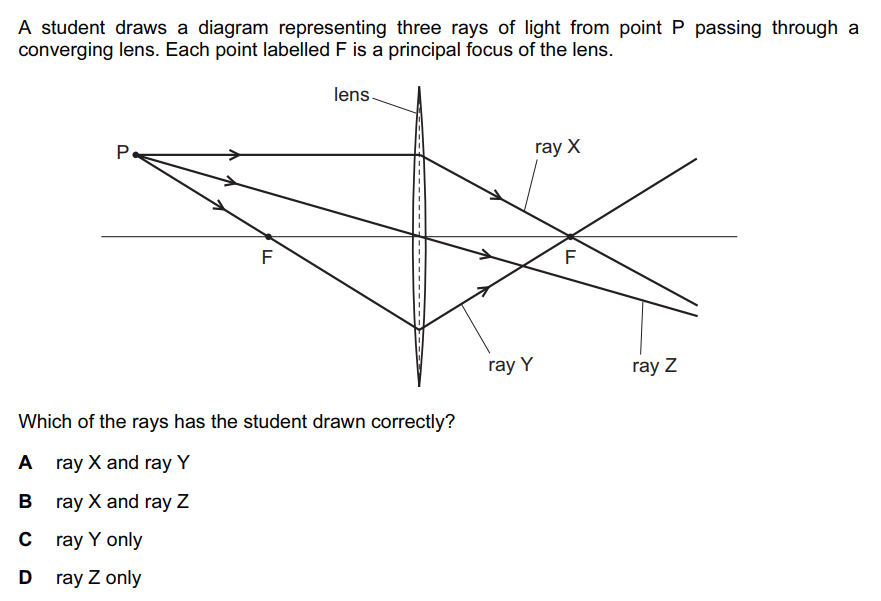 A student draws a diagram representing three rays of light from point P passing through a
converging lens. Each point labelled F is a principal focus of the lens.
lens
P
ray X
F
F
ray Y
ray Z
Which of the rays has the student drawn correctly?
A ray X and ray Y
B ray X and ray Z
C ray Y only
D ray Z only